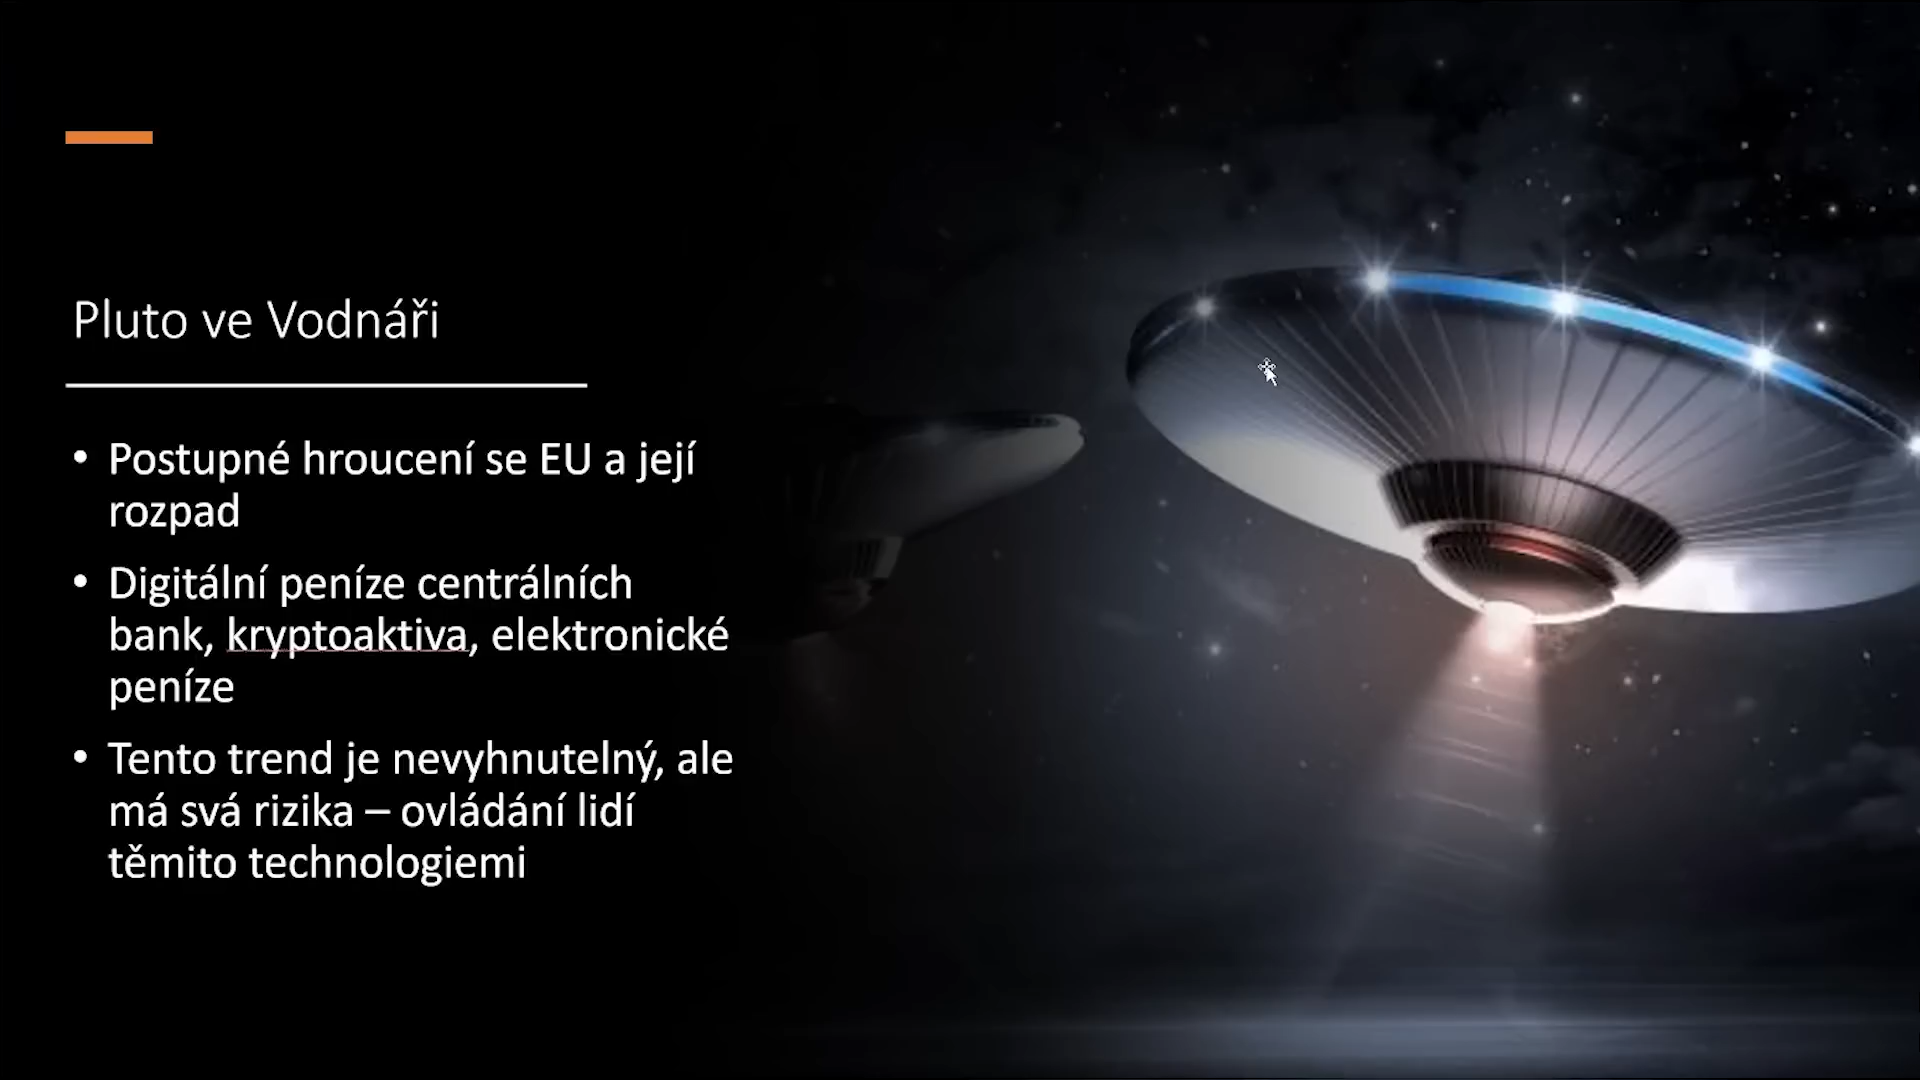 Pluto ve Vodnáři
• Postupné hroucení se EU a její
rozpad
• Digitální peníze centrálních
bank, kryptoaktiva, elektronické
peníze
• Tento trend je nevyhnutelný, ale
má svá rizika – ovládání lidí
těmito technologiemi